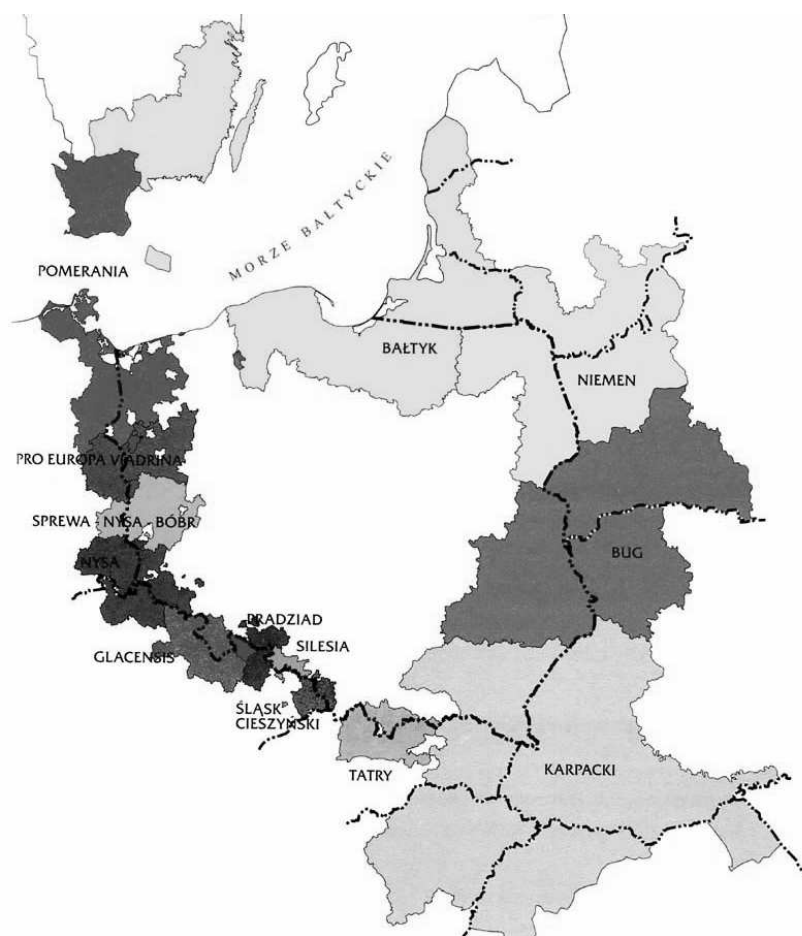 MORZE BAŁTYCKIE
POMERANIA
BAŁTYK
NIEMEN
PRO EUROPA VIADRINA
SPREWA - NYSA - BÓBR
BUG
NYSA
PRADZIAD
GLACENSIS
SILESIA
ŚLĄSK
CIESZYŃSKI
TATRY
KARPACKI